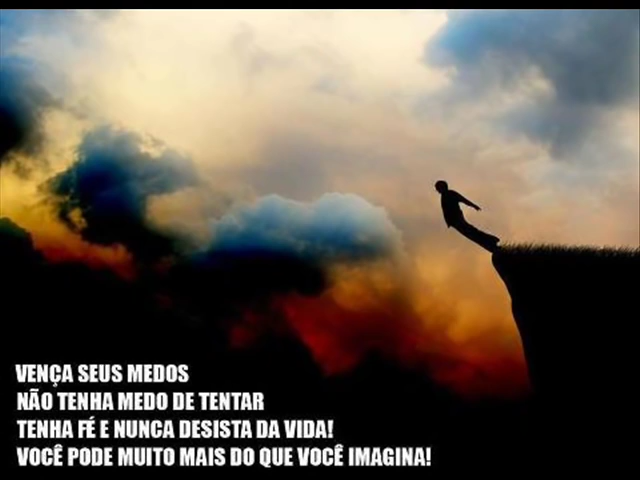 VENÇA SEUS MEDOS
NÃO TENHA MEDO DE TENTAR
TENHA FÉ E NUNCA DESISTA DA VIDA!
VOCÊ PODE MUITO MAIS DO QUE VOCÊ IMAGINA!